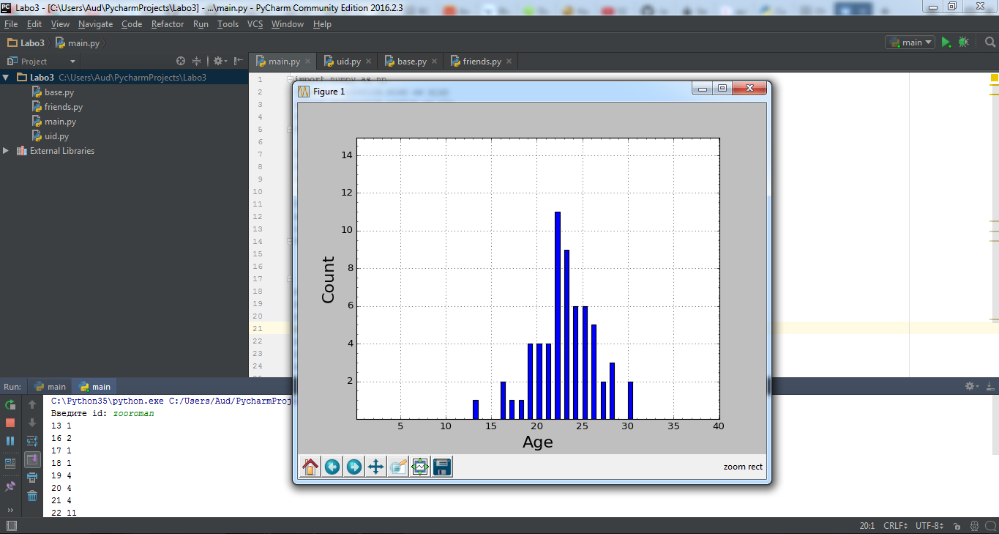 Labo3 - [C:\Users\Aud\PycharmProjects\Labo3] - ...\main.py - PyCharm Community Edition 2016.2.3
File Edit View Navigate Code Refactor Run Tools VCS Window Help
Labo3 main.py main
Project main.py uid.py base.py friends.py
Labo3 C:\Users\Aud\PycharmProjects\Labo3
base.py
friends.py
main.py
uid.py
External Libraries
1 import numpy as np
2
3
4
5
6
7
8
9
10
11
12
13
14
15
16
17
18
19
20
21
22
23
24
25
Figure 1
14
12
10
8
6
4
2
Count
5 10 15 20 25 30 35 40
Age
zoom rect
Run: main main
C:\Python35\python.exe C:/Users/Aud/PycharmProj
Введите id: zooroman
13 1
16 2
17 1
18 1
19 4
20 4
21 4
22 11
20:1 CRLF UTF-8